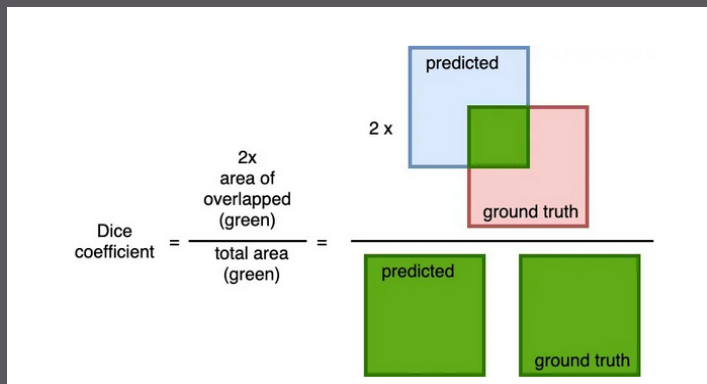 Dice
coefficient
=
2x
area of
overlapped
(green)
total area
(green)
=
2 x
predicted
ground truth
predicted
ground truth